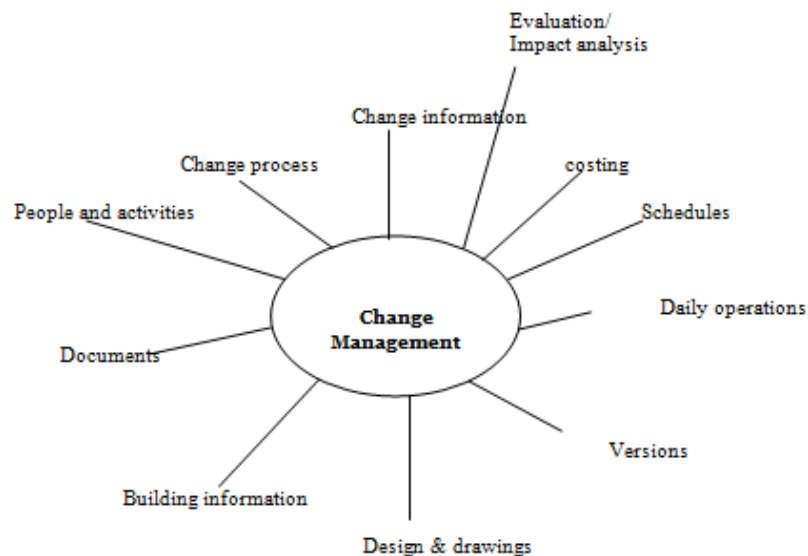 Evaluation/
Impact analysis
Change information
Change process
costing
People and activities
Schedules
Daily operations
Change
Management
Documents
Versions
Building information
Design & drawings